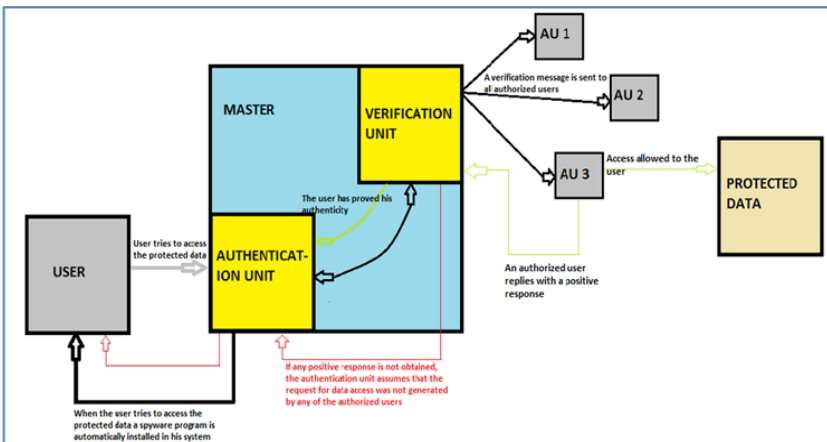 AU 1
A verification message is sent to
all authorized users
AU 2
MASTER
VERIFICATION
UNIT
AU 3
Access allowed to the
user
PROTECTED
DATA
The user has proved his
authenticity
User tries to access
the protected data
USER
AUTHENTICAT-
ION UNIT
An authorized user
replies with a positive
response
If any positive response is not obtained,
the authentication unit assumes that the
request for data access was not generated
by any of the authorized users
When the user tries to access the
protected data a spyware program is
automatically installed in his system